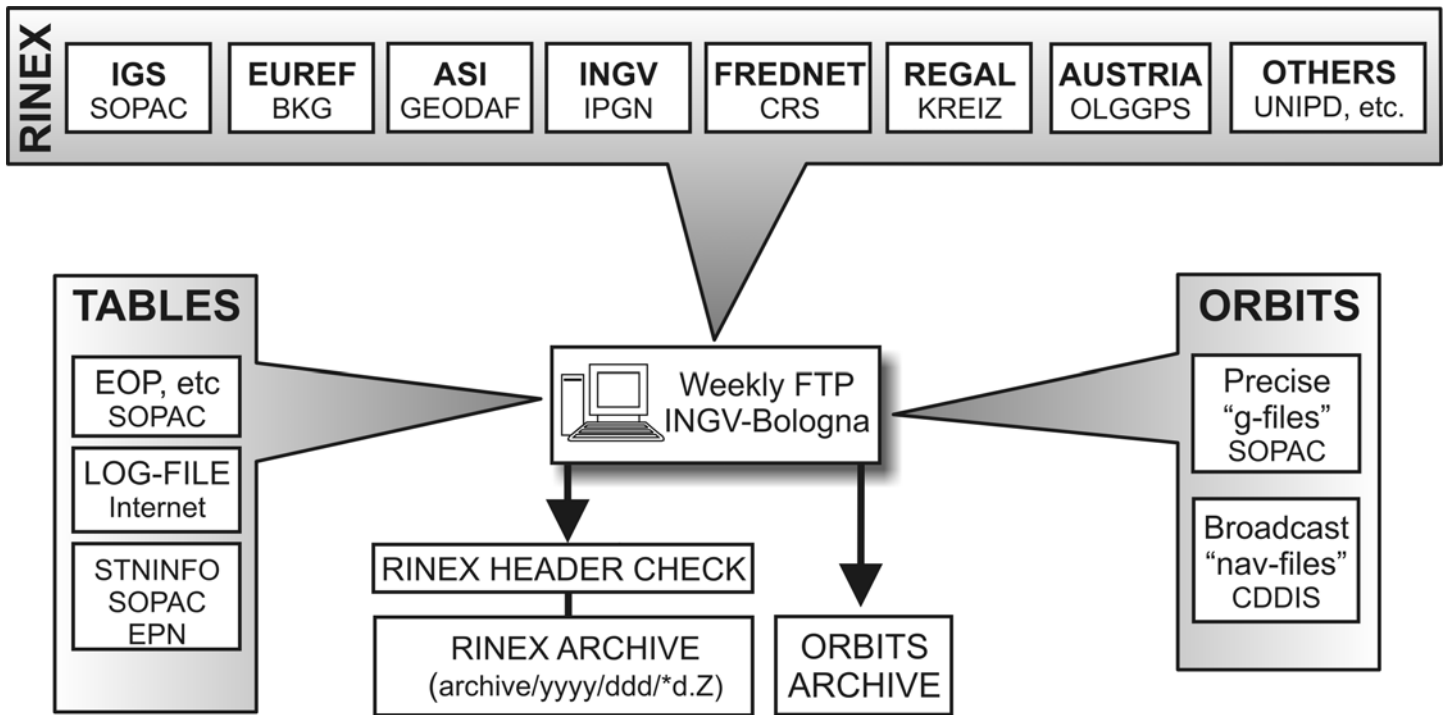 RINEX
IGS
SOPAC
EUREF
BKG
ASI
GEODAF
INGV
IPGN
FREDNET
CRS
REGAL
KREIZ
AUSTRIA
OLGGPS
OTHERS
UNIPD, etc.
TABLES
EOP, etc
SOPAC
LOG-FILE
Internet
STNINFO
SOPAC
EPN
Weekly FTP
INGV-Bologna
ORBITS
Precise
“g-files”
SOPAC
Broadcast
“nav-files”
CDDIS
RINEX HEADER CHECK
RINEX ARCHIVE
(archive/yyyy/ddd/*d.Z)
ORBITS
ARCHIVE